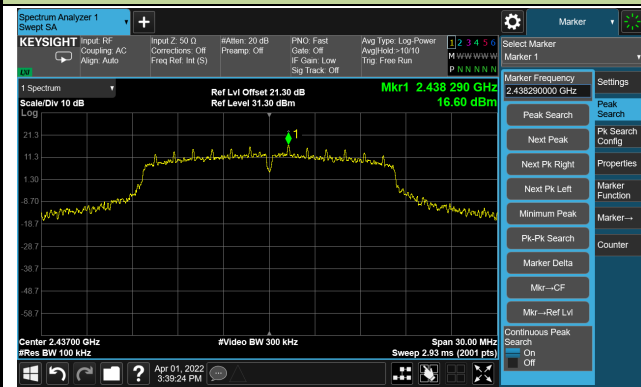 Spectrum Analyzer 1
Swept SA
Marker
KEYSIGHT
Input: RF
Coupling: AC
Align: Auto
Input Z: 50 Ω
Corrections: Off
Freq Ref: Int (S)
#Atten: 20 dB
Preamp: Off
PNO: Fast
Gate: Off
IF Gain: Low
Sig Track: Off
Avg Type: Log-Power
Avg|Hold:>10/10
Trig: Free Run
1 2 3 4 5 6
M W W W W W
P N N N N N
LXI
Select Marker
Marker 1
1 Spectrum
Scale/Div 10 dB
Ref Lvl Offset 21.30 dB
Ref Level 31.30 dBm
Mkr1 2.438 290 GHz
16.60 dBm
Log
21.3
11.3
1.30
-8.70
-18.7
-28.7
-38.7
-48.7
-58.7
1
Center 2.43700 GHz
#Res BW 100 kHz
#Video BW 300 kHz
Span 30.00 MHz
Sweep 2.93 ms (2001 pts)
Marker Frequency
2.438290000 GHz
Peak Search
Next Peak
Next Pk Right
Next Pk Left
Minimum Peak
Pk-Pk Search
Marker Delta
Mkr→CF
Mkr→Ref Lvl
Continuous Peak
Search
On
Off
Settings
Peak
Search
Pk Search
Config
Properties
Marker
Function
Marker→
Counter
Apr 01, 2022
3:39:24 PM